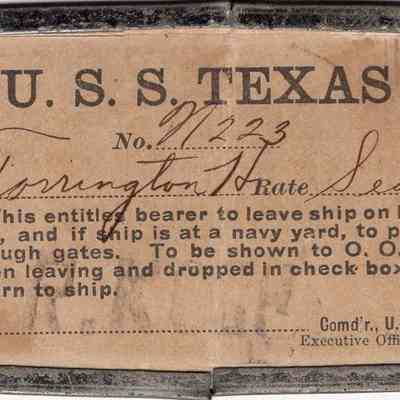 U. S. S. TEXAS
No. N223
Torrington H Rate Sea
This entitles bearer to leave ship on
, and if ship is at a navy yard, to p
ugh gates. To be shown to O. O.
on leaving and dropped in check box
rn to ship.
Comd'r., U.
Executive Offi